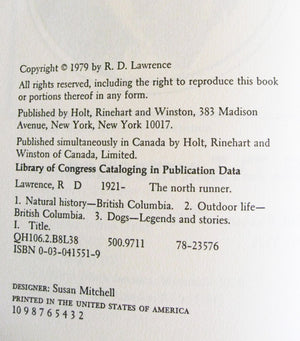 Copyright © 1979 by R. D. Lawrence
All rights reserved, including the right to reproduce this book
or portions thereof in any form.
Published by Holt, Rinehart and Winston, 383 Madison
Avenue, New York, New York 10017.
Published simultaneously in Canada by Holt, Rinehart and
Winston of Canada, Limited.
Library of Congress Cataloging in Publication Data
Lawrence, R D 1921-
The north runner.
1. Natural history—British Columbia. 2. Outdoor life—
British Columbia. 3. Dogs—Legends and stories.
I. Title.
QH106.2.B8L38 500.9711 78-23576
ISBN 0-03-041551-9
DESIGNER: Susan Mitchell
PRINTED IN THE UNITED STATES OF AMERICA
10 9 8 7 6 5 4 3 2